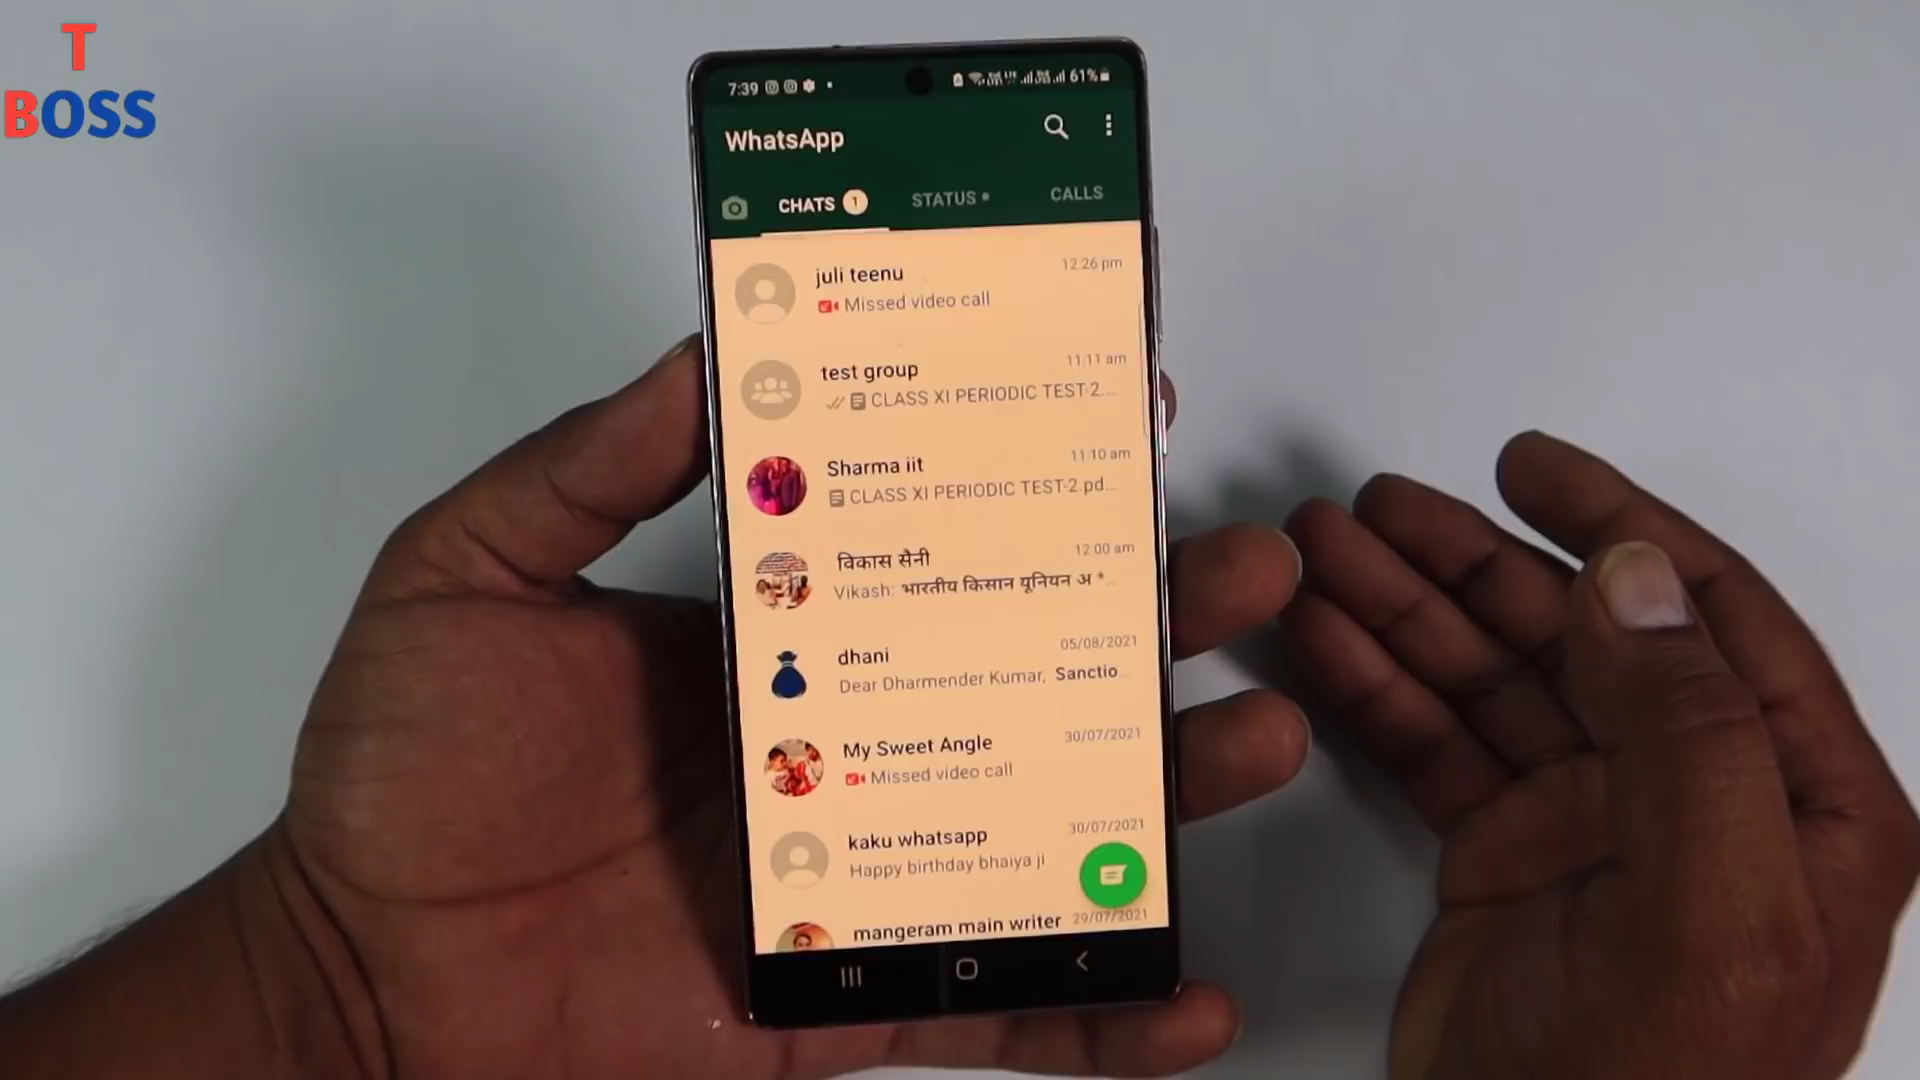 T
BOSS
7:39
61%
WhatsApp
CHATS 1
STATUS
CALLS
juli teenu
12:26 pm
Missed video call
test group
11:11 am
CLASS XI PERIODIC TEST-2....
Sharma iit
11:10 am
CLASS XI PERIODIC TEST-2.pd...
विकास सैनी
12:00 am
Vikash: भारतीय किसान यूनियन अ *...
dhani
05/08/2021
Dear Dharmender Kumar, Sanctio...
My Sweet Angle
30/07/2021
Missed video call
kaku whatsapp
30/07/2021
Happy birthday bhaiya ji
mangeram main writer
29/07/2021